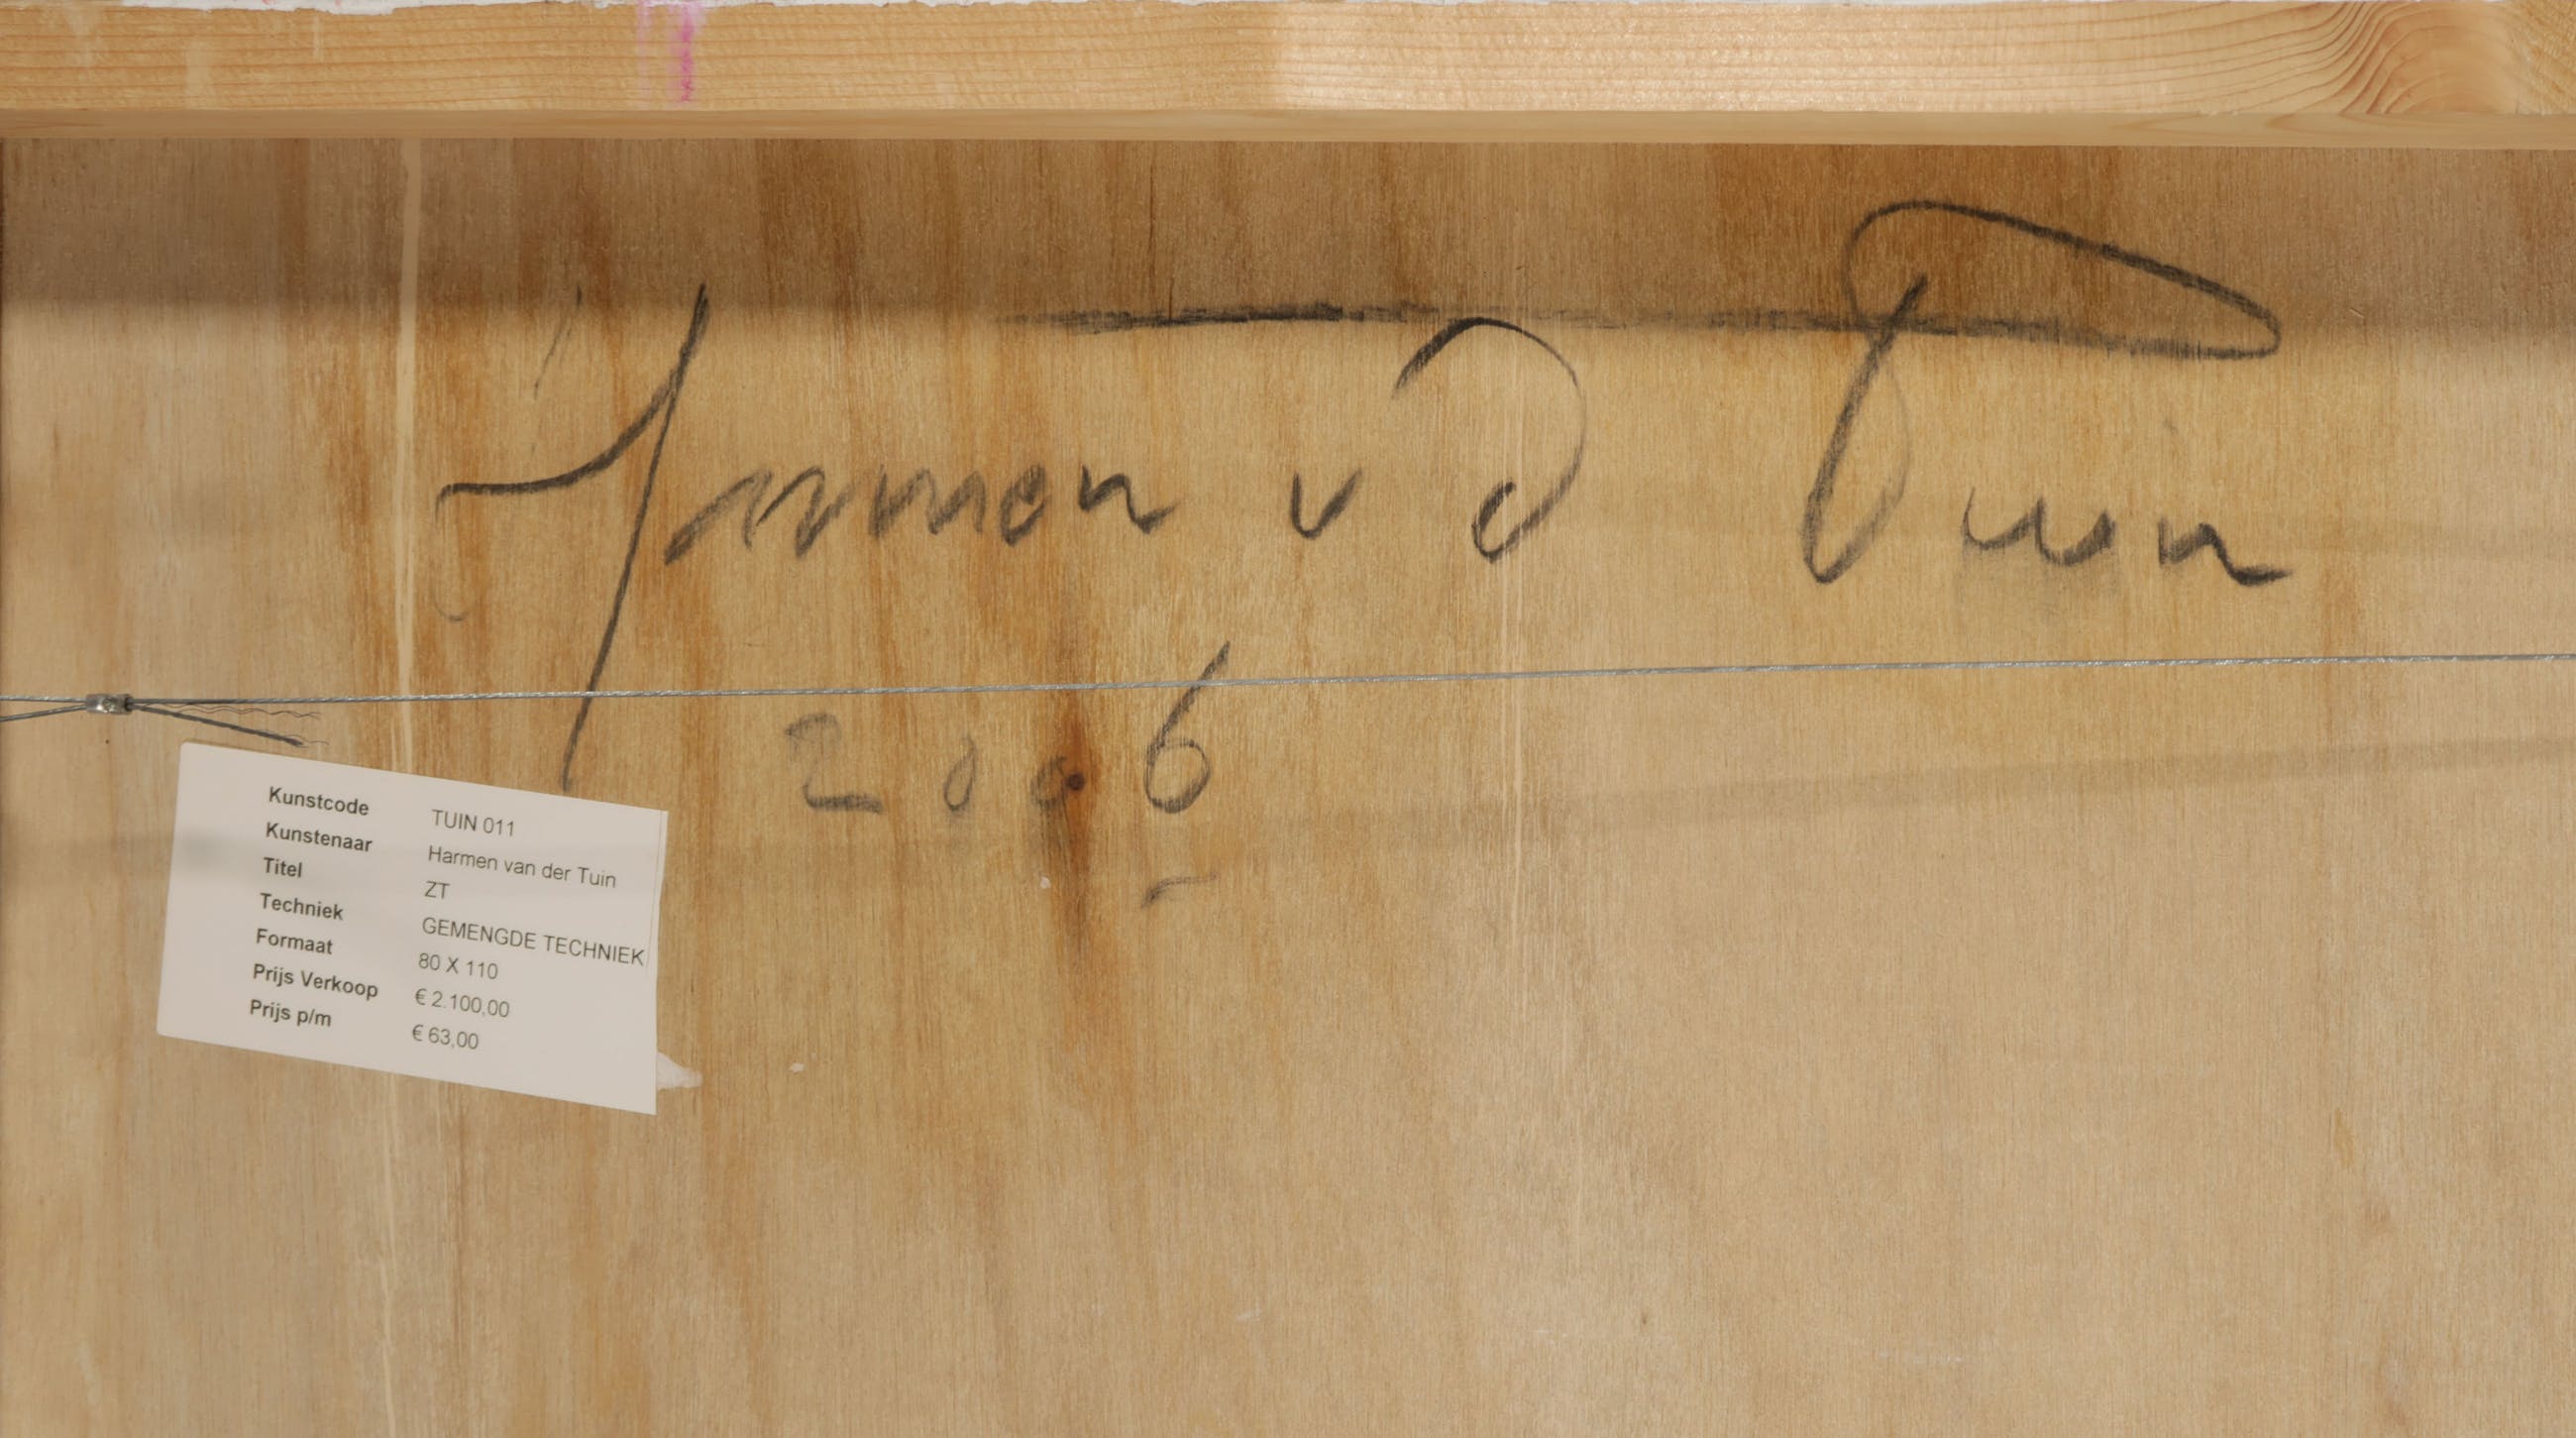 Harmen v d Tuin
2006
Kunstcode TUIN 011
Kunstenaar Harmen van der Tuin
Titel ZT
Techniek GEMENGDE TECHNIEK
Formaat 80 X 110
Prijs Verkoop € 2.100,00
Prijs p/m € 63,00